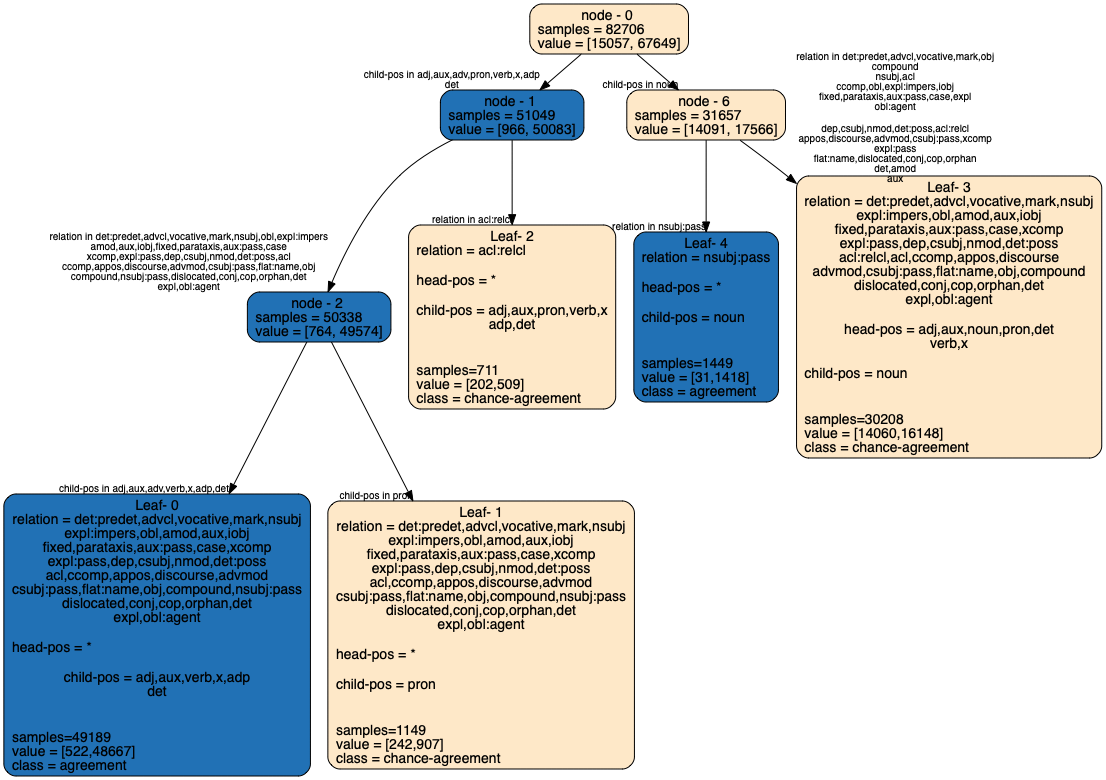 node - 0
samples = 82706
value = [15057, 67649]
child-pos in adj,aux,adv,pron,verb,x,adp
det
child-pos in noun
relation in det:predet,advcl,vocative,mark,obj
compound
nsubj,acl
ccomp,obl,expl:impers,iobj
fixed,parataxis,aux:pass,case,expl
obl:agent
dep,csubj,nmod,det:poss,acl:relcl
appos,discourse,advmod,csubj:pass,xcomp
expl:pass
flat:name,dislocated,conj,cop,orphan
det,amod
aux
node - 1
samples = 51049
value = [966, 50083]
node - 6
samples = 31657
value = [14091, 17566]
relation in det:predet,advcl,vocative,mark,nsubj,obl,expl:impers
amod,aux,iobj,fixed,parataxis,aux:pass,case
xcomp,expl:pass,dep,csubj,nmod,det:poss,acl
ccomp,appos,discourse,advmod,csubj:pass,flat:name,obj
compound,nsubj:pass,dislocated,conj,cop,orphan,det
expl,obl:agent
relation in acl:relcl
relation in nsubj:pass
node - 2
samples = 50338
value = [764, 49574]
Leaf- 2
relation = acl:relcl
head-pos = *
child-pos = adj,aux,pron,verb,x
adp,det
samples=711
value = [202,509]
class = chance-agreement
Leaf- 4
relation = nsubj:pass
head-pos = *
child-pos = noun
samples=1449
value = [31,1418]
class = agreement
Leaf- 3
relation = det:predet,advcl,vocative,mark,nsubj
expl:impers,obl,amod,aux,iobj
fixed,parataxis,aux:pass,case,xcomp
expl:pass,dep,csubj,nmod,det:poss
acl:relcl,acl,ccomp,appos,discourse
advmod,csubj:pass,flat:name,obj,compound
dislocated,conj,cop,orphan,det
expl,obl:agent
head-pos = adj,aux,noun,pron,det
verb,x
child-pos = noun
samples=30208
value = [14060,16148]
class = chance-agreement
child-pos in adj,aux,adv,verb,x,adp,det
child-pos in pron
Leaf- 0
relation = det:predet,advcl,vocative,mark,nsubj
expl:impers,obl,amod,aux,iobj
fixed,parataxis,aux:pass,case,xcomp
expl:pass,dep,csubj,nmod,det:poss
acl,ccomp,appos,discourse,advmod
csubj:pass,flat:name,obj,compound,nsubj:pass
dislocated,conj,cop,orphan,det
expl,obl:agent
head-pos = *
child-pos = adj,aux,verb,x,adp
det
samples=49189
value = [522,48667]
class = agreement
Leaf- 1
relation = det:predet,advcl,vocative,mark,nsubj
expl:impers,obl,amod,aux,iobj
fixed,parataxis,aux:pass,case,xcomp
expl:pass,dep,csubj,nmod,det:poss
acl,ccomp,appos,discourse,advmod
csubj:pass,flat:name,obj,compound,nsubj:pass
dislocated,conj,cop,orphan,det
expl,obl:agent
head-pos = *
child-pos = pron
samples=1149
value = [242,907]
class = chance-agreement